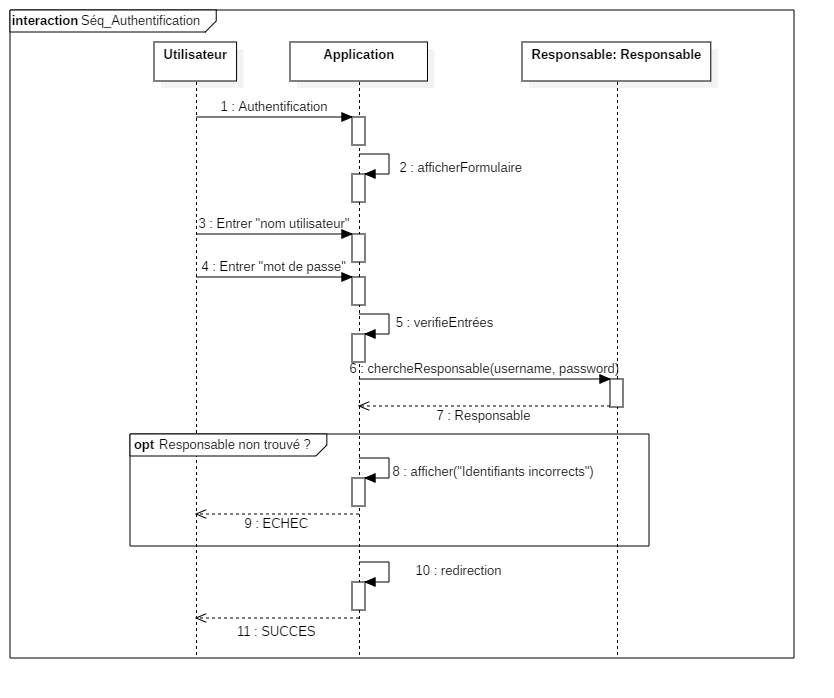 interaction Séq_Authentification
Utilisateur
Application
Responsable: Responsable
1 : Authentification
2 : afficherFormulaire
3 : Entrer "nom utilisateur"
4 : Entrer "mot de passe"
5 : verifieEntrées
6 : chercheResponsable(username, password)
7 : Responsable
opt Responsable non trouvé ?
8 : afficher("Identifiants incorrects")
9 : ECHEC
10 : redirection
11 : SUCCES